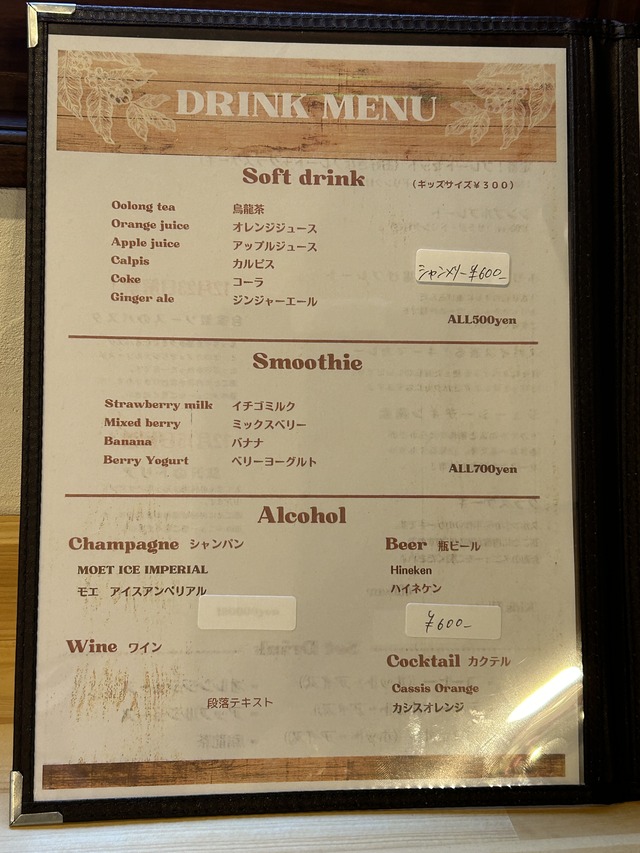 DRINK MENU
Soft drink (キッズサイズ¥300)
Oolong tea 烏龍茶
Orange juice オレンジジュース
Apple juice アップルジュース
Calpis カルピス
Coke コーラ
Ginger ale ジンジャーエール
シャンメリー¥600-
ALL500yen
Smoothie
Strawberry milk イチゴミルク
Mixed berry ミックスベリー
Banana バナナ
Berry Yogurt ベリーヨーグルト
ALL700yen
Alcohol
Champagne シャンパン
MOET ICE IMPERIAL
モエ アイスアンペリアル
Beer 瓶ビール
Hineken
ハイネケン
¥600-
Wine ワイン
段落テキスト
Cocktail カクテル
Cassis Orange
カシスオレンジ